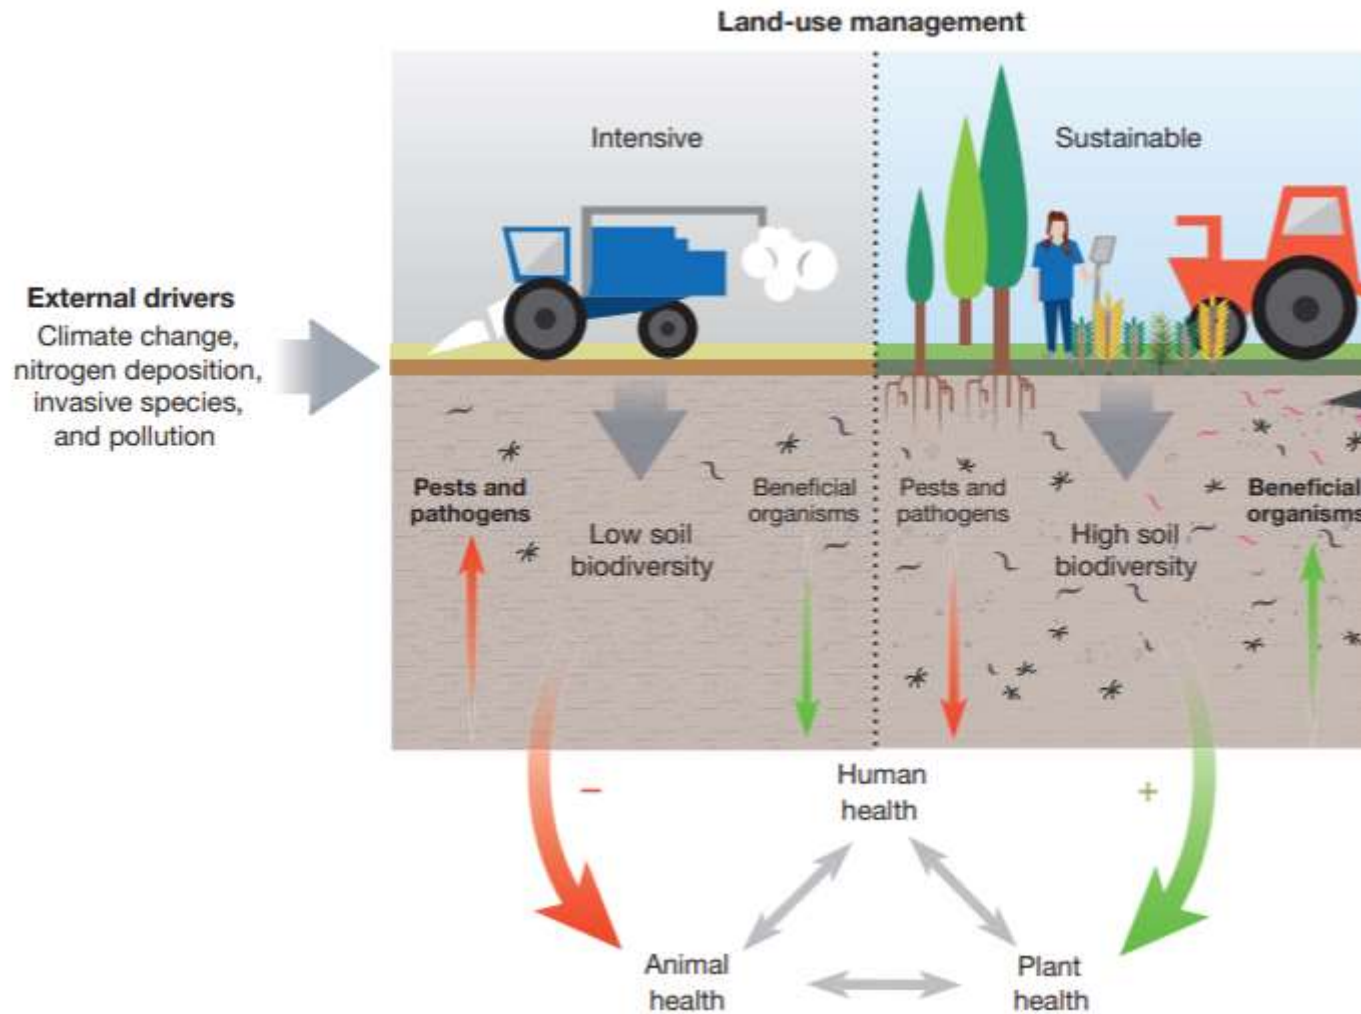 Land-use management
Intensive
Sustainable
External drivers
Climate change,
nitrogen deposition,
invasive species,
and pollution
Pests and
pathogens
Low soil
biodiversity
Beneficial
organisms
Pests and
pathogens
High soil
biodiversity
Beneficial
organisms
−
Human
health
+
Animal
health
Plant
health